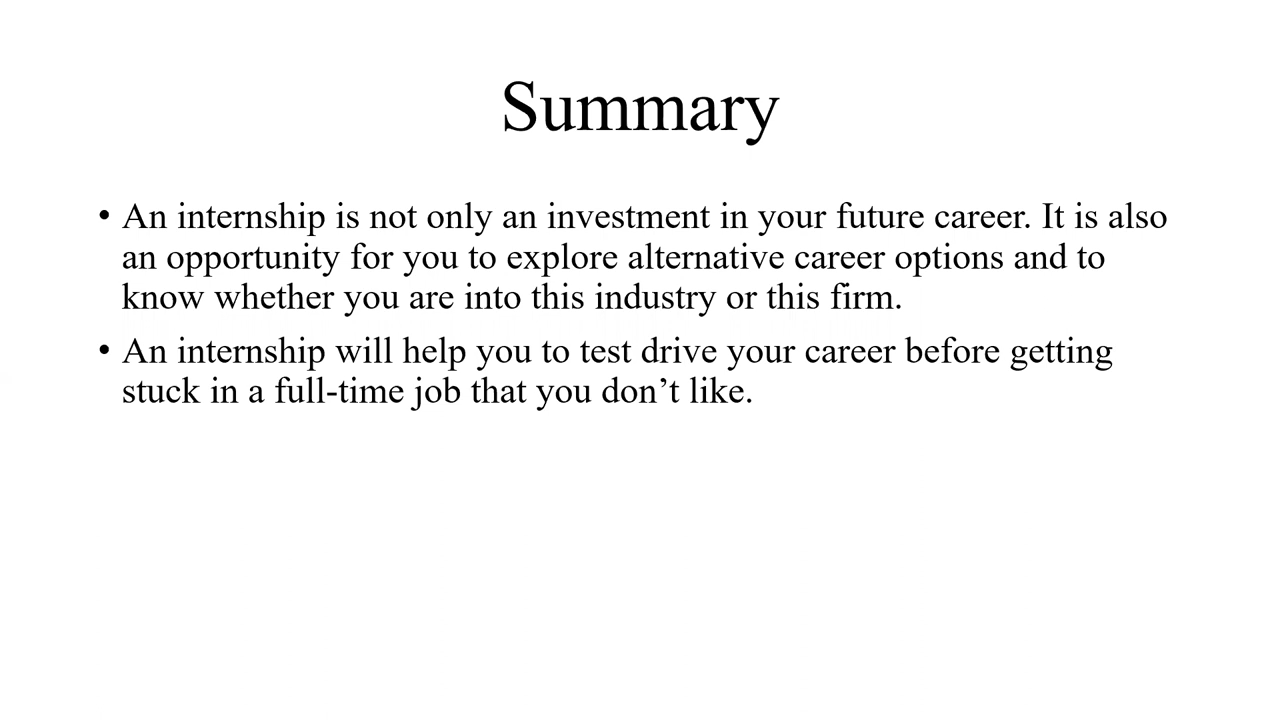 Summary
• An internship is not only an investment in your future career. It is also
an opportunity for you to explore alternative career options and to
know whether you are into this industry or this firm.
• An internship will help you to test drive your career before getting
stuck in a full-time job that you don’t like.